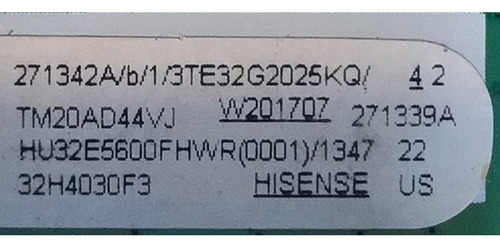 271342A/b/1/3TE32G2025KQ/ 4 2
TM20AD44VJ W201707 271339A
HU32E5600FHWR(0001)/1347 22
32H4030F3 HISENSE US